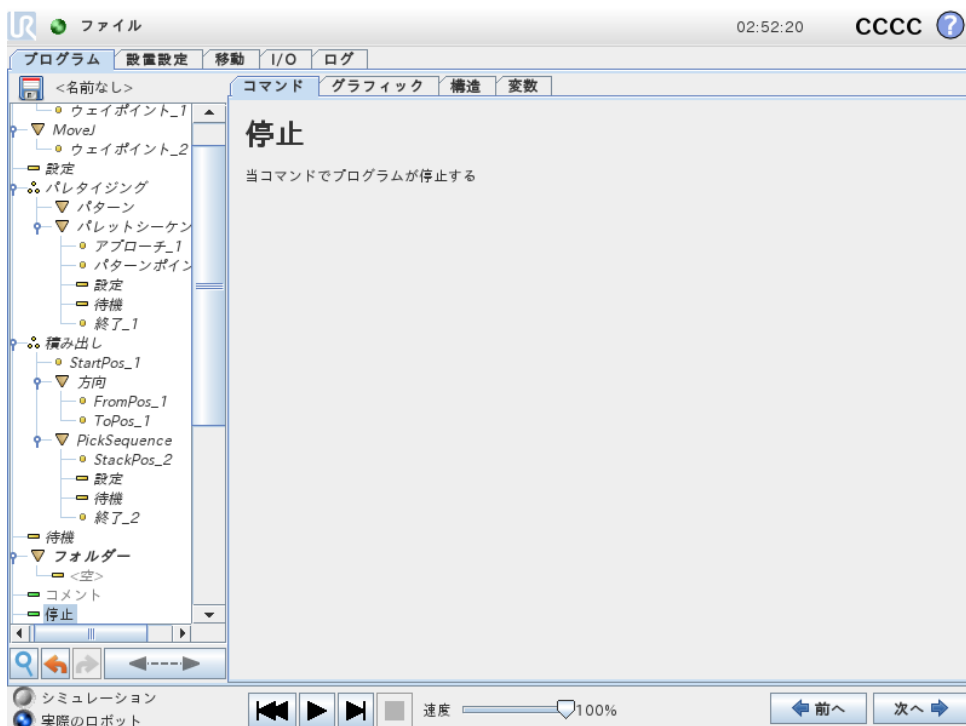 UR ファイル 02:52:20 CCCC ?
プログラム 設置設定 移動 I/O ログ
<名前なし>
コマンド グラフィック 構造 変数
ウェイポイント_1
MoveJ
ウェイポイント_2
設定
パレタイジング
パターン
パレットシーケン
アプローチ_1
パターンポイン
設定
待機
終了_1
積み出し
StartPos_1
方向
FromPos_1
ToPos_1
PickSequence
StackPos_2
設定
待機
終了_2
待機
フォルダー
<空>
コメント
停止
停止
当コマンドでプログラムが停止する
シミュレーション
実際のロボット
速度 100%
前へ 次へ